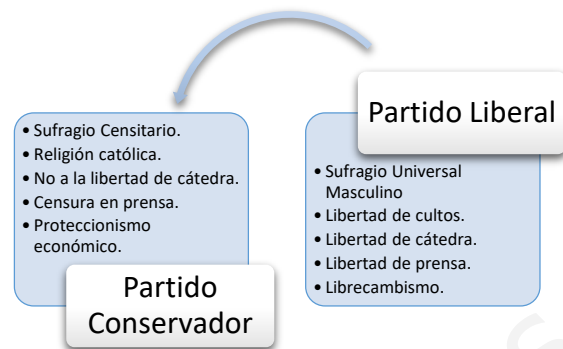 • Sufragio Censitario.
• Religión católica.
• No a la libertad de cátedra.
• Censura en prensa.
• Proteccionismo
económico.
Partido
Conservador
Partido Liberal
• Sufragio Universal
Masculino
• Libertad de cultos.
• Libertad de cátedra.
• Libertad de prensa.
• Librecambismo.